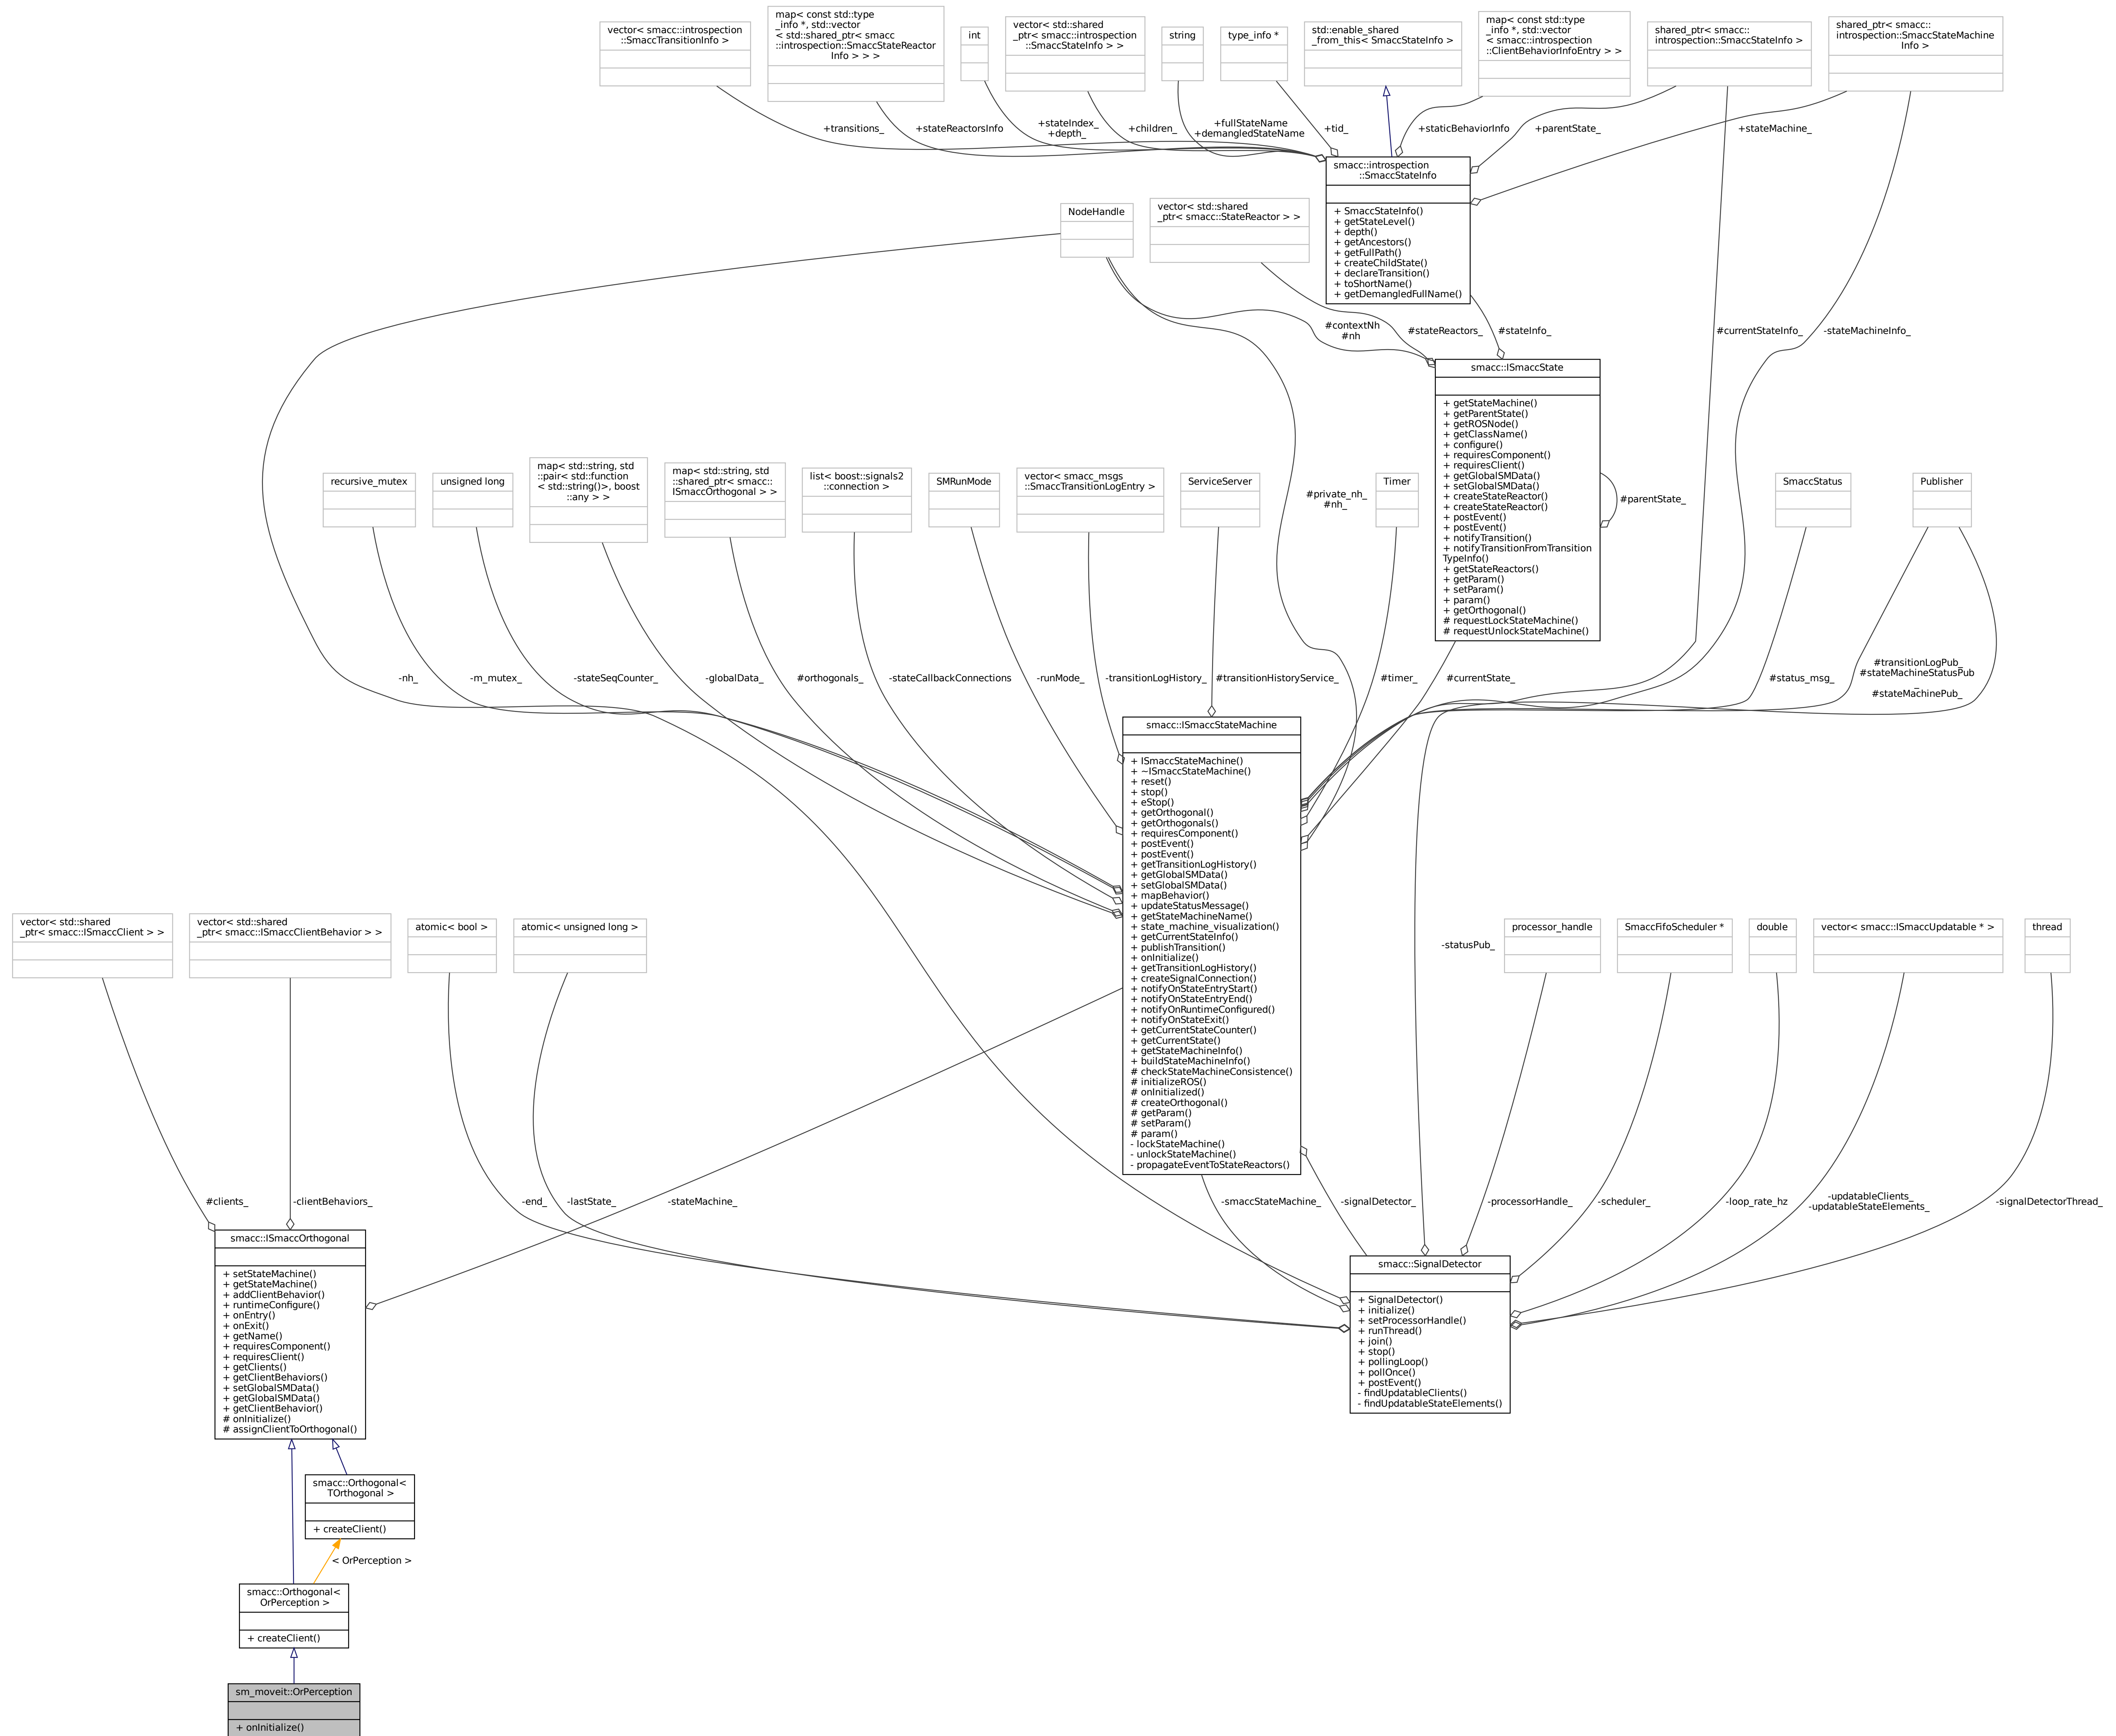 vector< smacc::introspection
::SmaccTransitionInfo >
map< const std::type
_info *, std::vector
< std::shared_ptr< smacc
::introspection::SmaccStateReactor
Info > > >
int
vector< std::shared
_ptr< smacc::introspection
::SmaccStateInfo > >
string
type_info *
std::enable_shared
_from_this< SmaccStateInfo >
map< const std::type
_info *, std::vector
< smacc::introspection
::ClientBehaviorInfoEntry > >
shared_ptr< smacc::
introspection::SmaccStateInfo >
shared_ptr< smacc::
introspection::SmaccStateMachine
Info >
+transitions_
+stateReactorsInfo
+stateIndex_
+depth_
+children_
+fullStateName
+demangledStateName
+tid_
+staticBehaviorInfo
+parentState_
+stateMachine_
smacc::introspection
::SmaccStateInfo
+ SmaccStateInfo()
+ getStateLevel()
+ depth()
+ getAncestors()
+ getFullPath()
+ createChildState()
+ declareTransition()
+ toShortName()
+ getDemangledFullName()
NodeHandle
vector< std::shared
_ptr< smacc::StateReactor > >
#contextNh
#nh
#stateReactors_
#stateInfo_
#currentStateInfo_
-stateMachineInfo_
smacc::ISmaccState
+ getStateMachine()
+ getParentState()
+ getROSNode()
+ getClassName()
+ configure()
+ requiresComponent()
+ requiresClient()
+ getGlobalSMData()
+ setGlobalSMData()
+ createStateReactor()
+ createStateReactor()
+ postEvent()
+ postEvent()
+ notifyTransition()
+ notifyTransitionFromTransition
TypeInfo()
+ getStateReactors()
+ getParam()
+ setParam()
+ param()
+ getOrthogonal()
# requestLockStateMachine()
# requestUnlockStateMachine()
#parentState_
recursive_mutex
unsigned long
map< std::string, std
::pair< std::function
< std::string()>, boost
::any > >
map< std::string, std
::shared_ptr< smacc::
ISmaccOrthogonal > >
list< boost::signals2
::connection >
SMRunMode
vector< smacc_msgs
::SmaccTransitionLogEntry >
ServiceServer
#private_nh_
#nh_
Timer
SmaccStatus
Publisher
-nh_
-m_mutex_
-stateSeqCounter_
-globalData_
#orthogonals_
-stateCallbackConnections
-runMode_
-transitionLogHistory_
#transitionHistoryService_
#timer_
#currentState_
#status_msg_
#transitionLogPub_
#stateMachineStatusPub
_
#stateMachinePub_
smacc::ISmaccStateMachine
+ ISmaccStateMachine()
+ ~ISmaccStateMachine()
+ reset()
+ stop()
+ eStop()
+ getOrthogonal()
+ getOrthogonals()
+ requiresComponent()
+ postEvent()
+ postEvent()
+ getTransitionLogHistory()
+ getGlobalSMData()
+ setGlobalSMData()
+ mapBehavior()
+ updateStatusMessage()
+ getStateMachineName()
+ state_machine_visualization()
+ getCurrentStateInfo()
+ publishTransition()
+ onInitialize()
+ getTransitionLogHistory()
+ createSignalConnection()
+ notifyOnStateEntryStart()
+ notifyOnStateEntryEnd()
+ notifyOnRuntimeConfigured()
+ notifyOnStateExit()
+ getCurrentStateCounter()
+ getCurrentState()
+ getStateMachineInfo()
+ buildStateMachineInfo()
# checkStateMachineConsistence()
# initializeROS()
# onInitialized()
# createOrthogonal()
# getParam()
# setParam()
# param()
- lockStateMachine()
- unlockStateMachine()
- propagateEventToStateReactors()
vector< std::shared
_ptr< smacc::ISmaccClient > >
vector< std::shared
_ptr< smacc::ISmaccClientBehavior > >
atomic< bool >
atomic< unsigned long >
-statusPub_
processor_handle
SmaccFifoScheduler *
double
vector< smacc::ISmaccUpdatable * >
thread
#clients_
-clientBehaviors_
-end_
-lastState_
-stateMachine_
-smaccStateMachine_
-signalDetector_
-processorHandle_
-scheduler_
-loop_rate_hz
-updatableClients_
-updatableStateElements_
-signalDetectorThread_
smacc::ISmaccOrthogonal
+ setStateMachine()
+ getStateMachine()
+ addClientBehavior()
+ runtimeConfigure()
+ onEntry()
+ onExit()
+ getName()
+ requiresComponent()
+ requiresClient()
+ getClients()
+ getClientBehaviors()
+ setGlobalSMData()
+ getGlobalSMData()
+ getClientBehavior()
# onInitialize()
# assignClientToOrthogonal()
smacc::SignalDetector
+ SignalDetector()
+ initialize()
+ setProcessorHandle()
+ runThread()
+ join()
+ stop()
+ pollingLoop()
+ pollOnce()
+ postEvent()
- findUpdatableClients()
- findUpdatableStateElements()
smacc::Orthogonal<
TOrthogonal >
+ createClient()
< OrPerception >
smacc::Orthogonal<
OrPerception >
+ createClient()
sm_moveit::OrPerception
+ onInitialize()